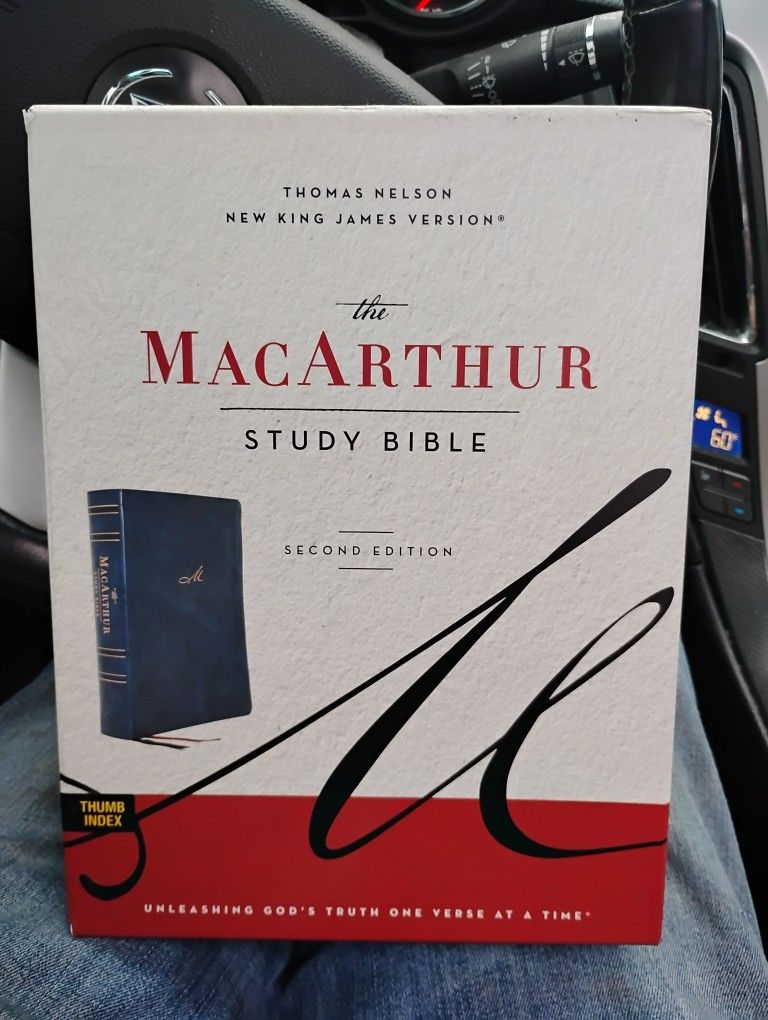 THOMAS NELSON
NEW KING JAMES VERSION®
the
MACARTHUR
STUDY BIBLE
SECOND EDITION
MACARTHUR
THUMB
INDEX
UNLEASHING GOD'S TRUTH ONE VERSE AT A TIME®
60°